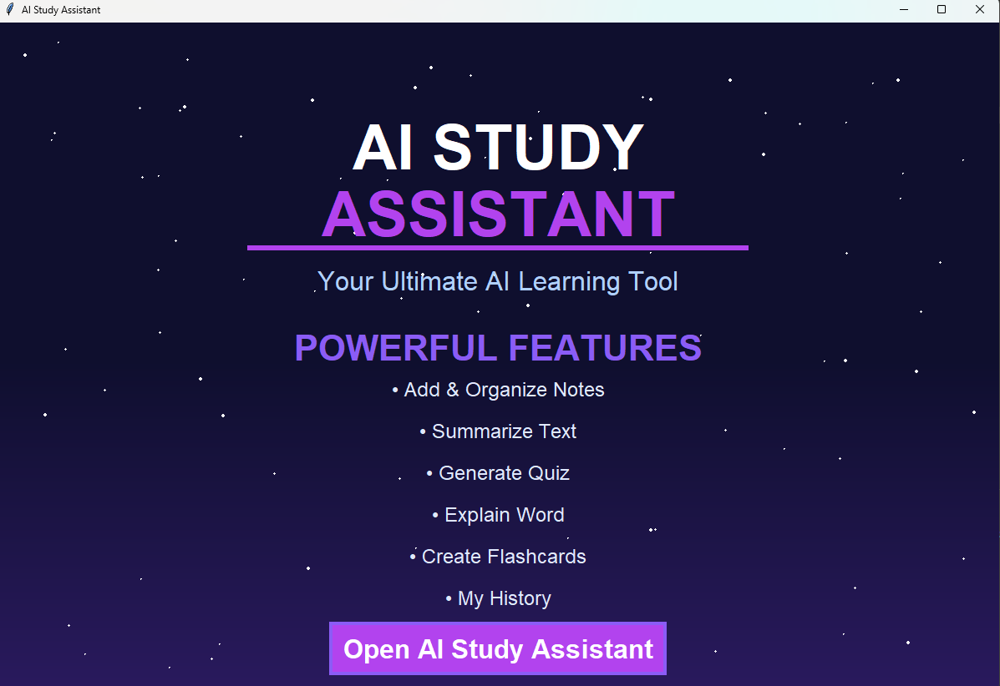 AI Study Assistant
AI STUDY
ASSISTANT
Your Ultimate AI Learning Tool
POWERFUL FEATURES
• Add & Organize Notes
• Summarize Text
• Generate Quiz
• Explain Word
• Create Flashcards
• My History
Open AI Study Assistant